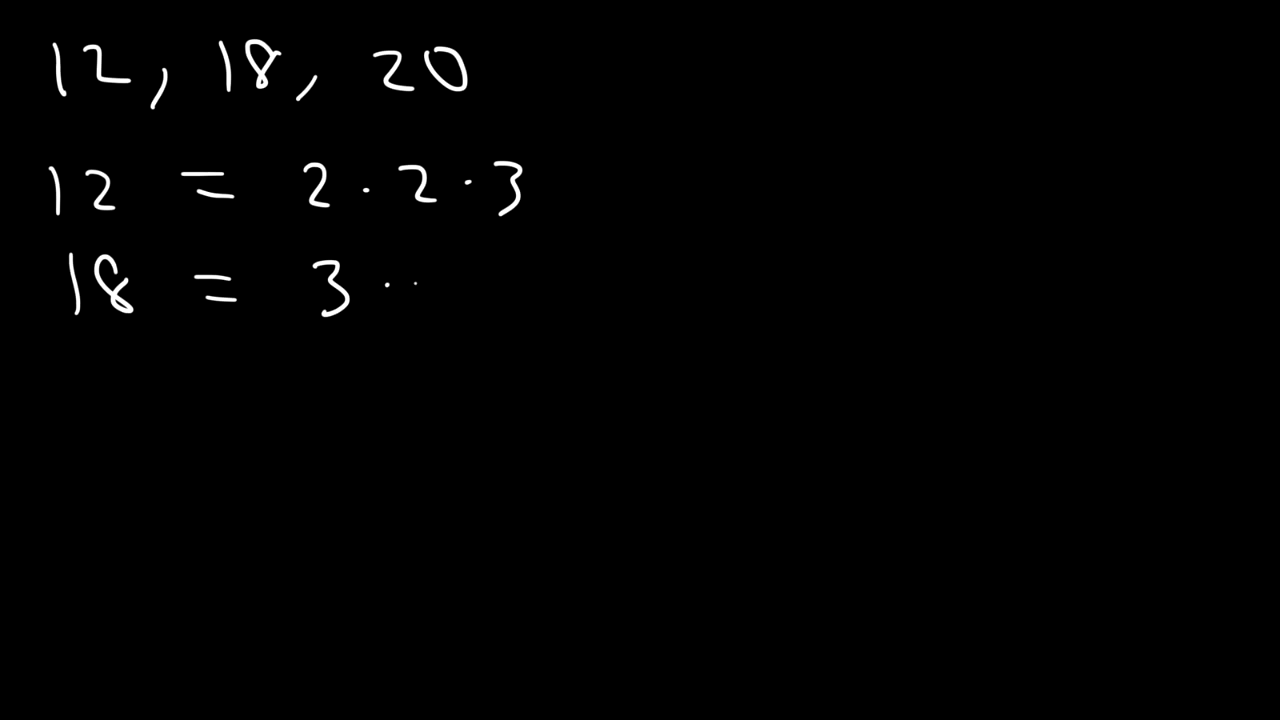 12, 18, 20
12 = 2 · 2 · 3
18 = 3 ·